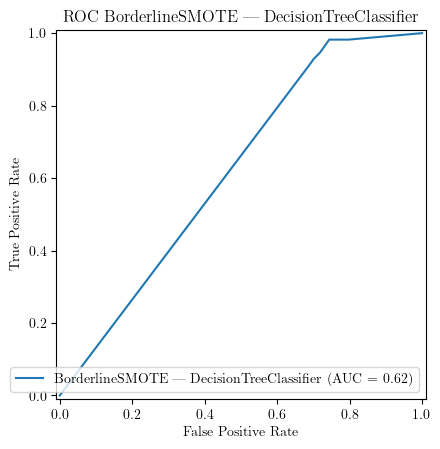 ROC BorderlineSMOTE — DecisionTreeClassifier
1.0
0.8
0.6
0.4
0.2
0.0
True Positive Rate
BorderlineSMOTE — DecisionTreeClassifier (AUC = 0.62)
0.0 0.2 0.4 0.6 0.8 1.0
False Positive Rate